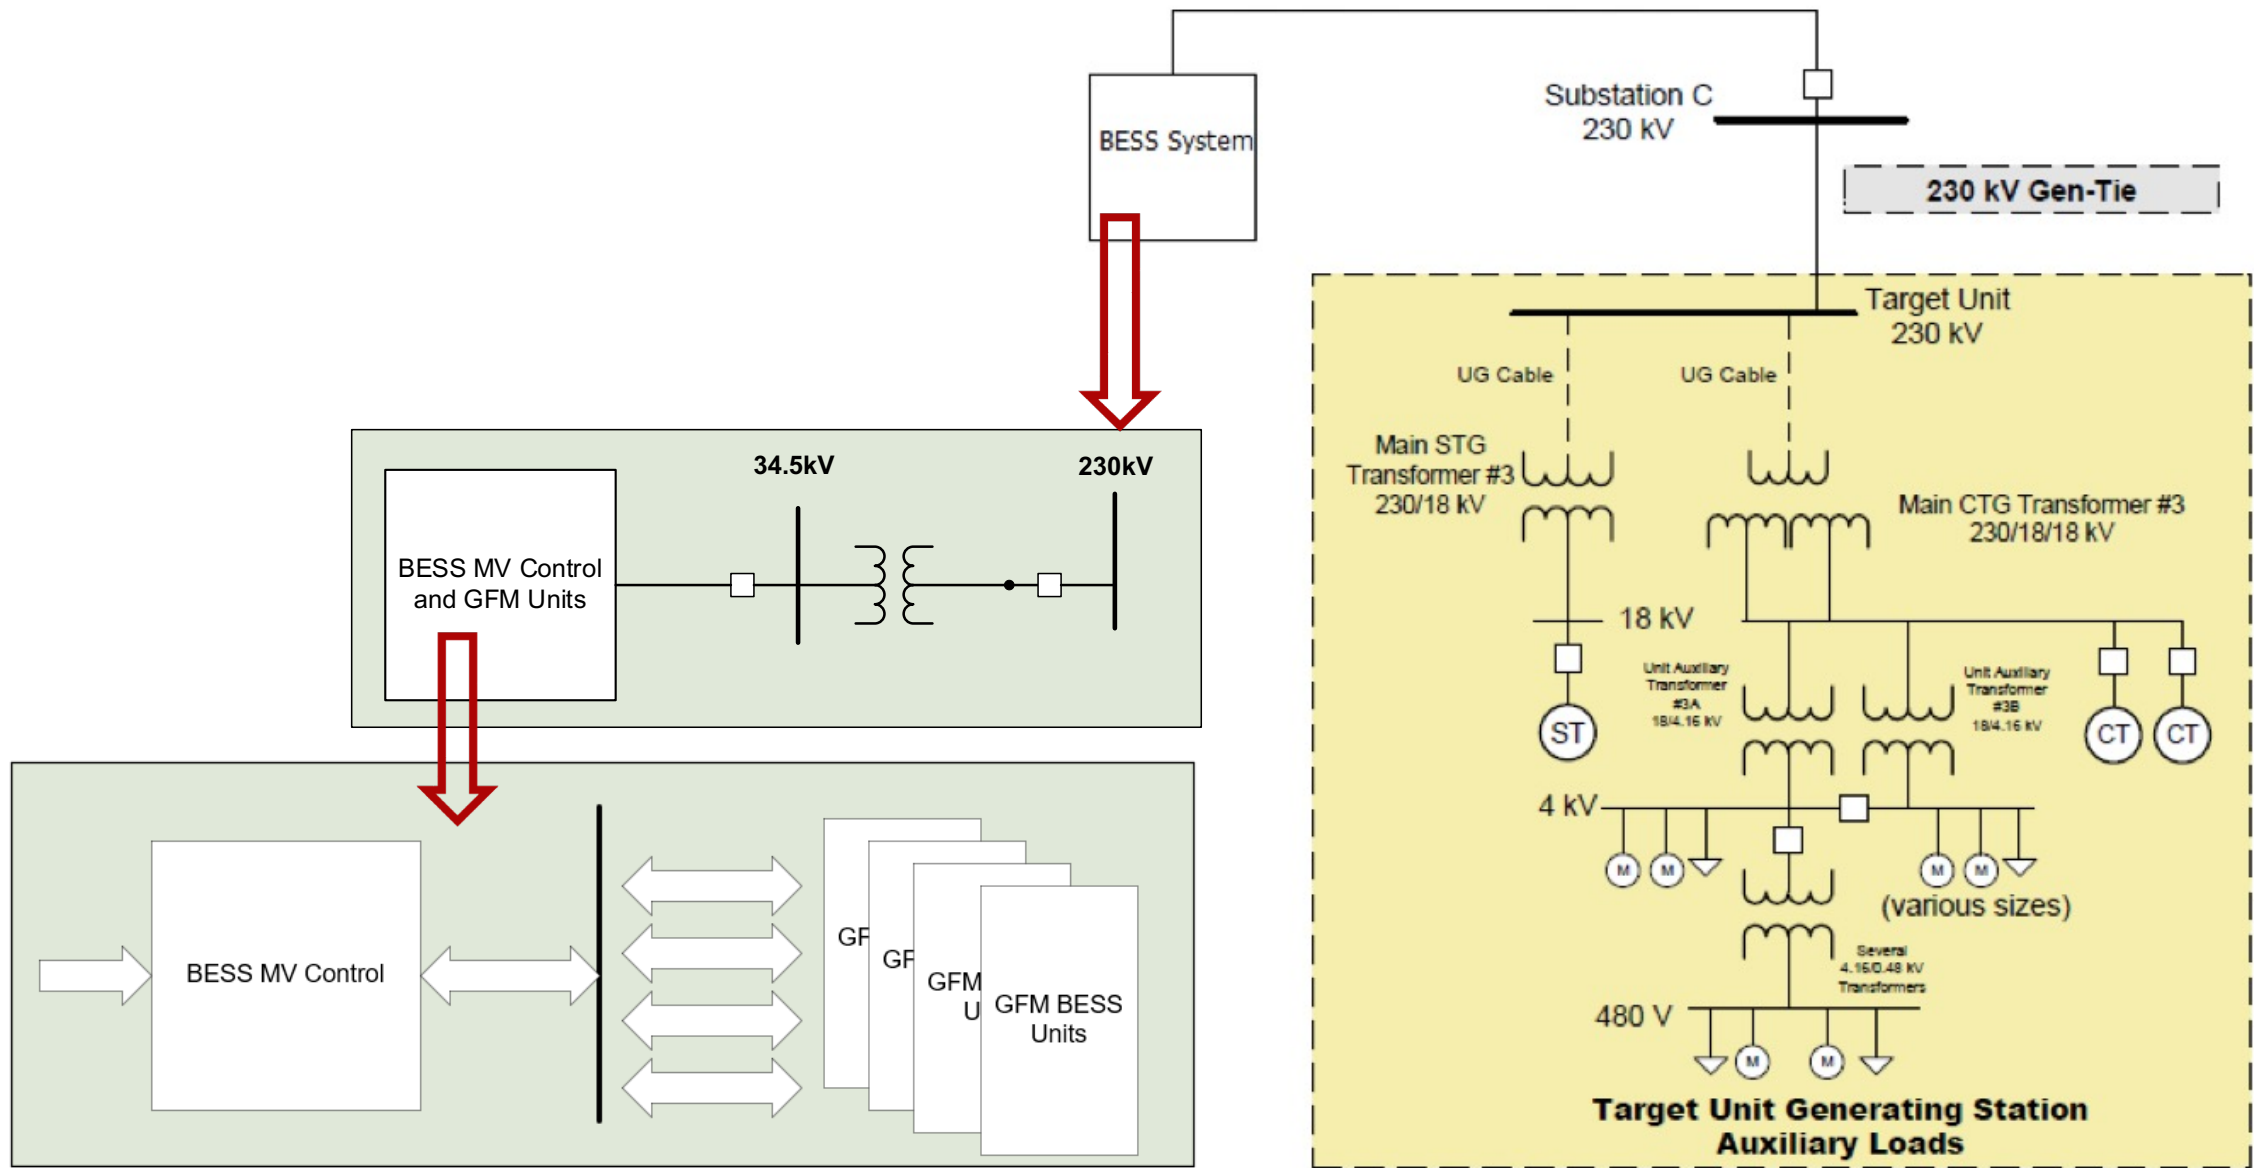 BESS System
Substation C
230 kV
230 kV Gen-Tie
Target Unit
230 kV
UG Cable
UG Cable
Main STG
Transformer #3
230/18 kV
Main CTG Transformer #3
230/18/18 kV
18 kV
Unit Auxiliary
Transformer
#3A
18/4.16 kV
Unit Auxiliary
Transformer
#3B
18/4.16 kV
ST
CT
CT
4 kV
M
M
M
M
(various sizes)
Several
4.16/0.48 kV
Transformers
480 V
M
M
Target Unit Generating Station
Auxiliary Loads
34.5kV
230kV
BESS MV Control
and GFM Units
BESS MV Control
GF
GF
GFM
U
GFM BESS
Units